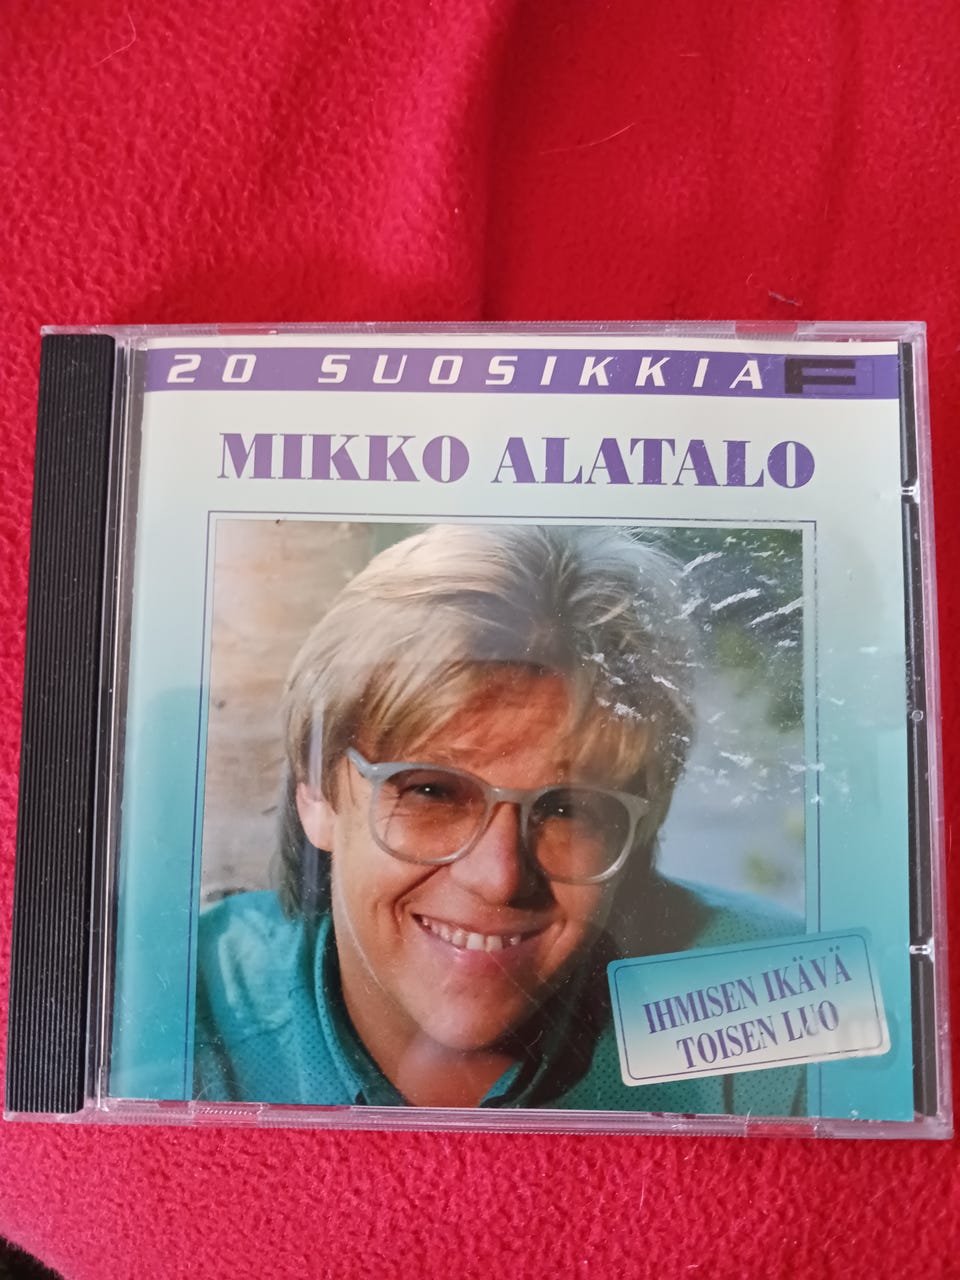 20 SUOSIKKIA F
MIKKO ALATALO
IHMISEN IKÄVÄ
TOISEN LUO